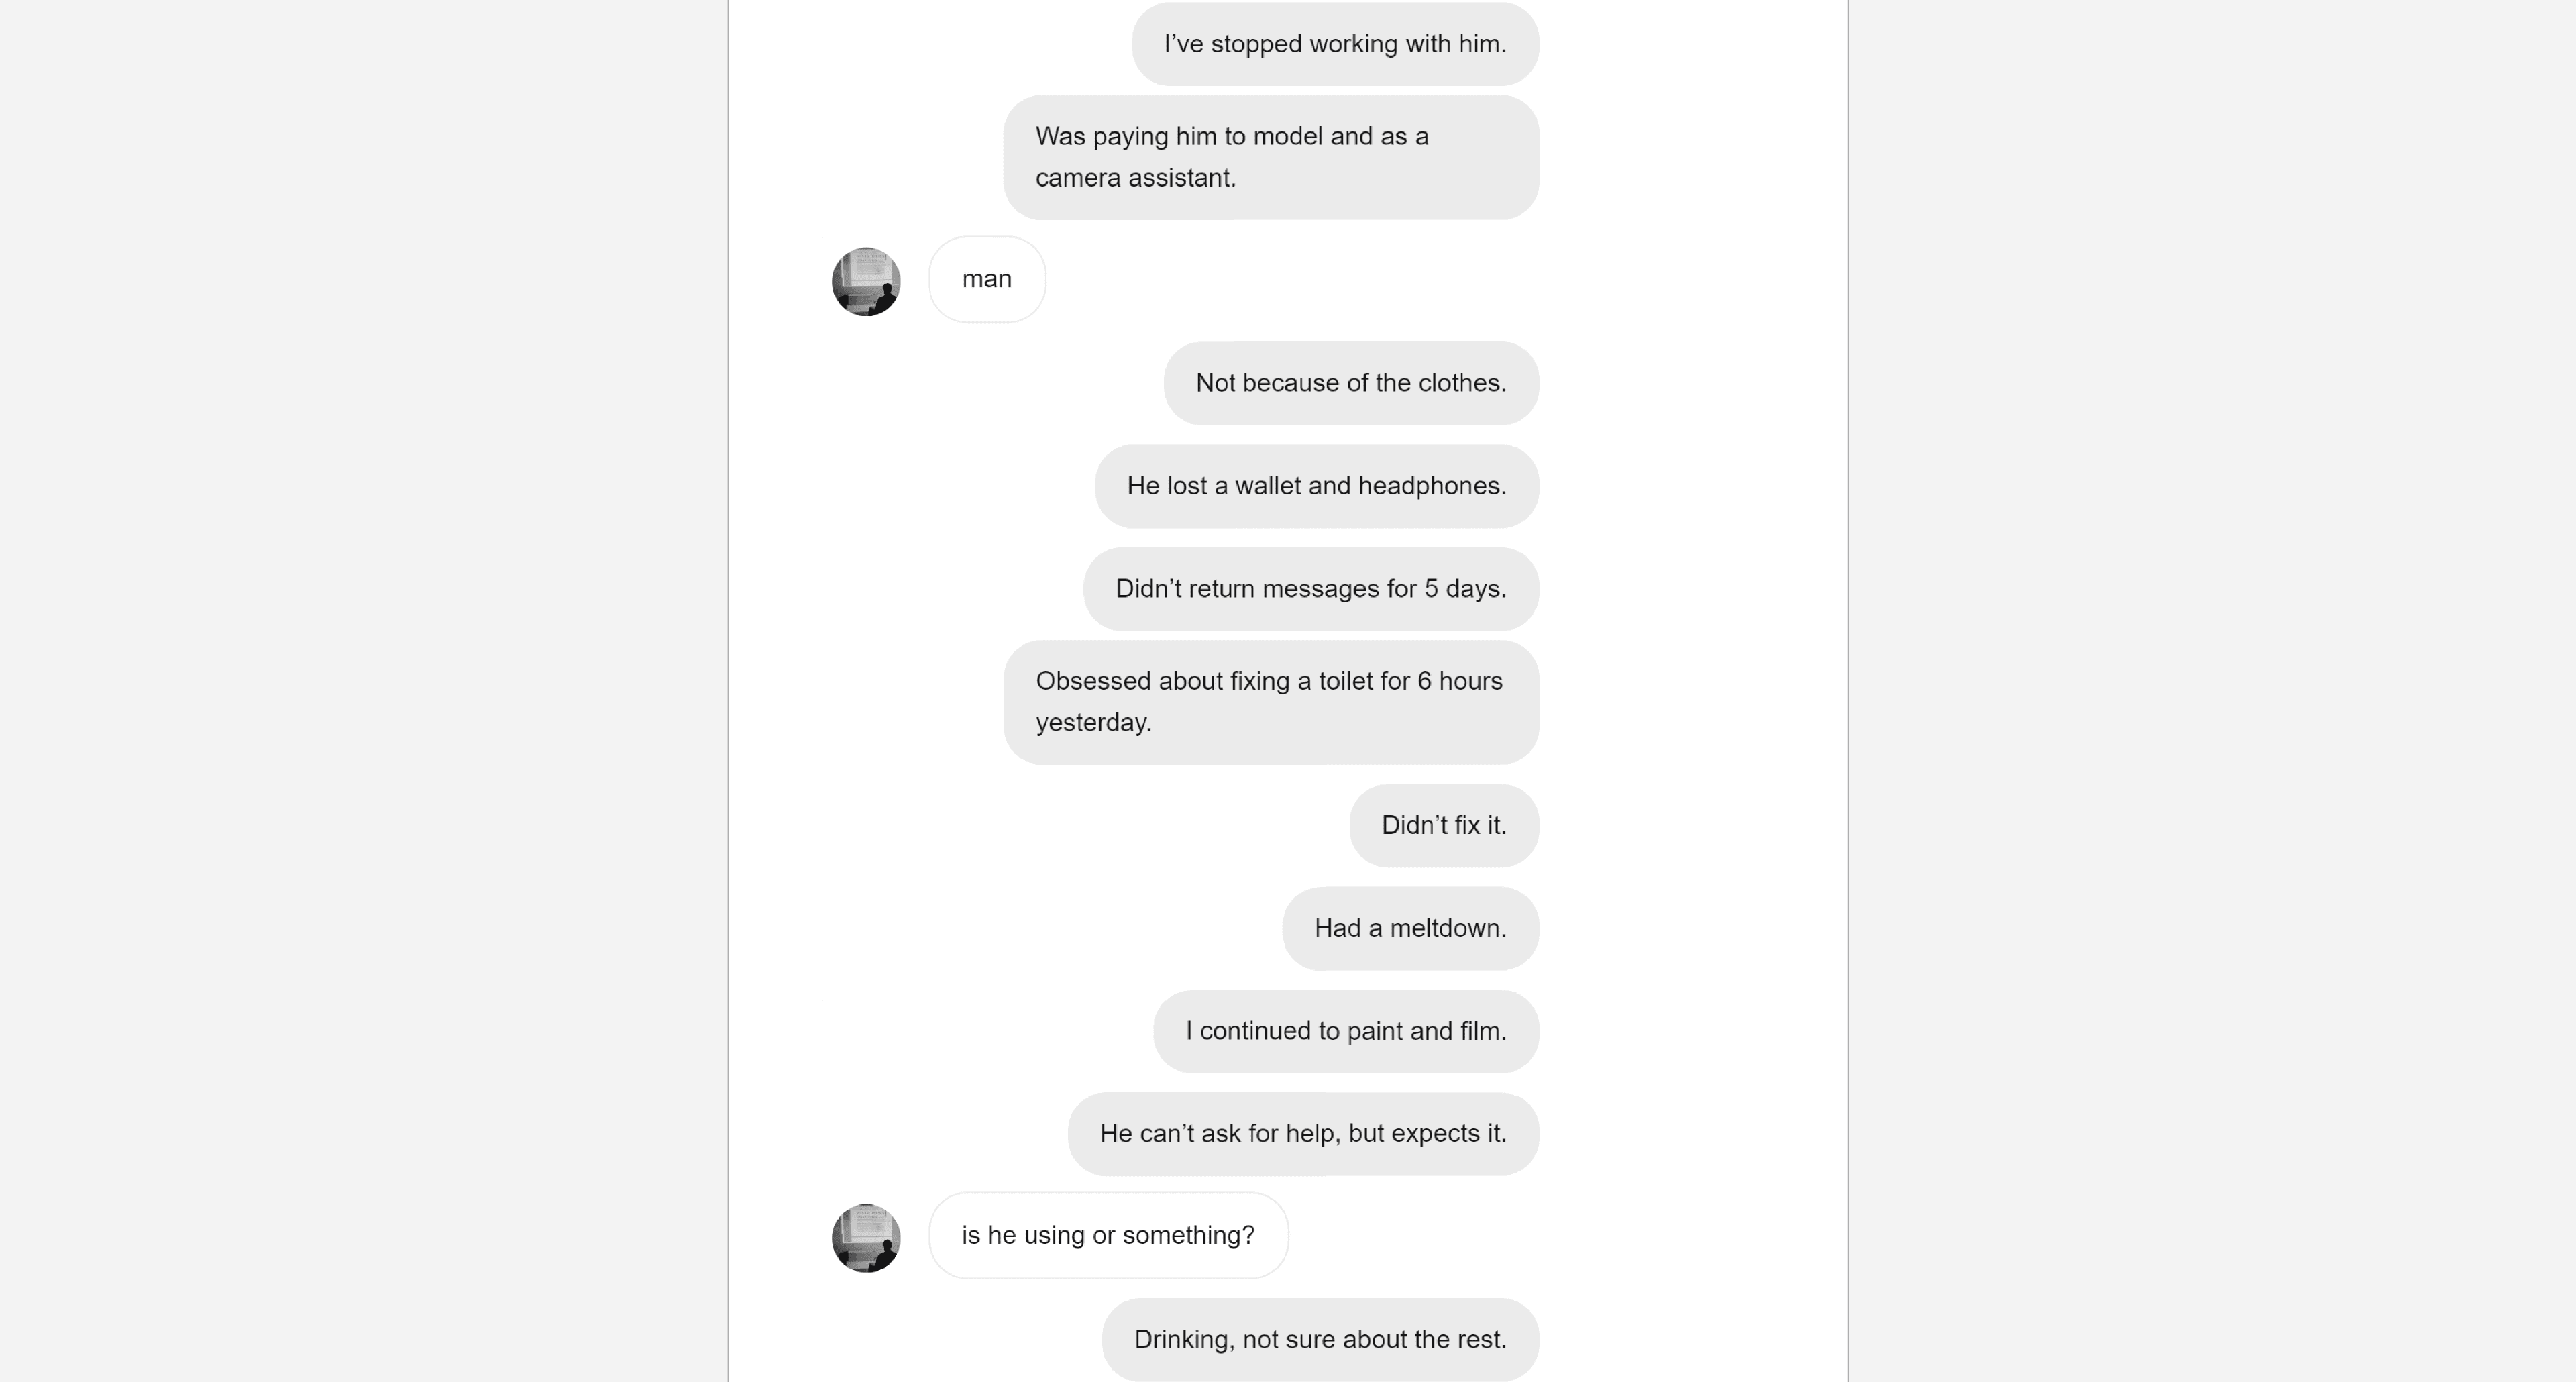 I’ve stopped working with him.
Was paying him to model and as a
camera assistant.
man
Not because of the clothes.
He lost a wallet and headphones.
Didn’t return messages for 5 days.
Obsessed about fixing a toilet for 6 hours
yesterday.
Didn’t fix it.
Had a meltdown.
I continued to paint and film.
He can’t ask for help, but expects it.
is he using or something?
Drinking, not sure about the rest.